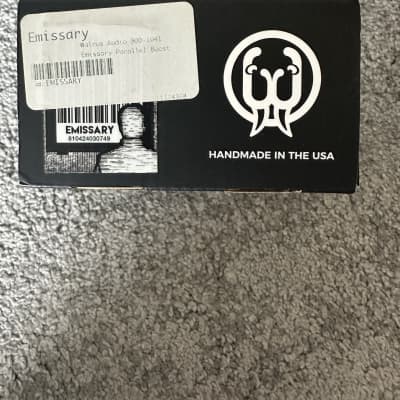 Emissary
Walrus Audio 900-1041
Emissary Parallel Boost
EMISSARY
EMISSARY
810424030749
HANDMADE IN THE USA